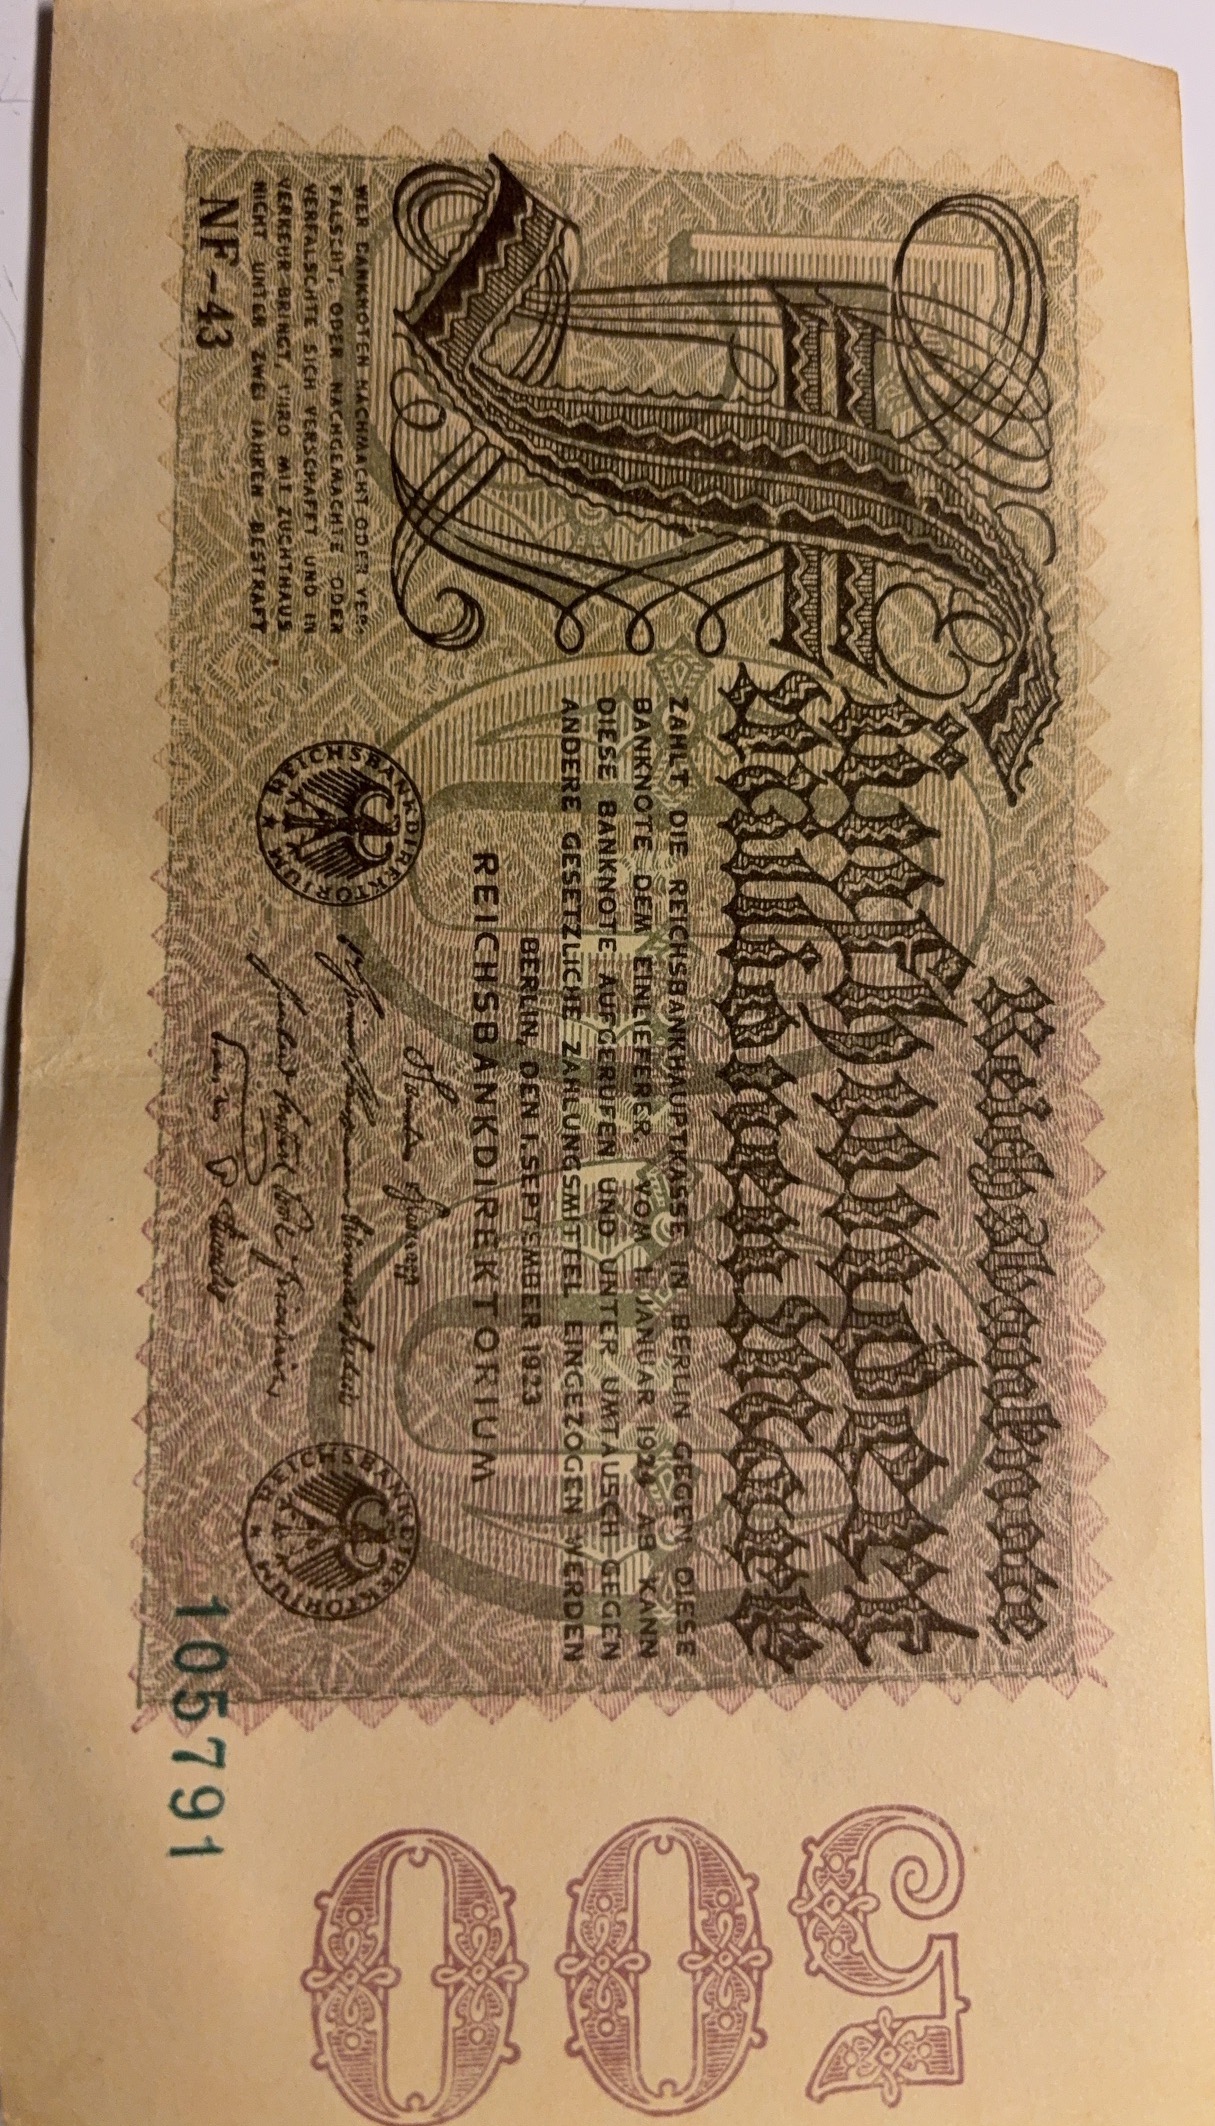 Reichsbanknote
Fünfhundert
Millionen Mark
ZAHLT DIE REICHSBANKHAUPTKASSE IN BERLIN GEGEN DIESE
BANKNOTE DEM EINLIEFERER. VOM 1. JANUAR 1924 AB KANN
DIESE BANKNOTE AUFGERUFEN UND UNTER UMTAUSCH GEGEN
ANDERE GESETZLICHE ZAHLUNGSMITTEL EINGEZOGEN WERDEN
BERLIN, DEN 1. SEPTEMBER 1923
REICHSBANKDIREKTORIUM
REICHSBANKDIREKTORIUM
REICHSBANKDIREKTORIUM
WER BANKNOTEN NACHMACHT ODER VER-
FÄLSCHT, ODER NACHGEMACHTE ODER
VERFÄLSCHTE SICH VERSCHAFFT UND IN
VERKEHR BRINGT, WIRD MIT ZUCHTHAUS
NICHT UNTER ZWEI JAHREN BESTRAFT
NF-43
105791
500